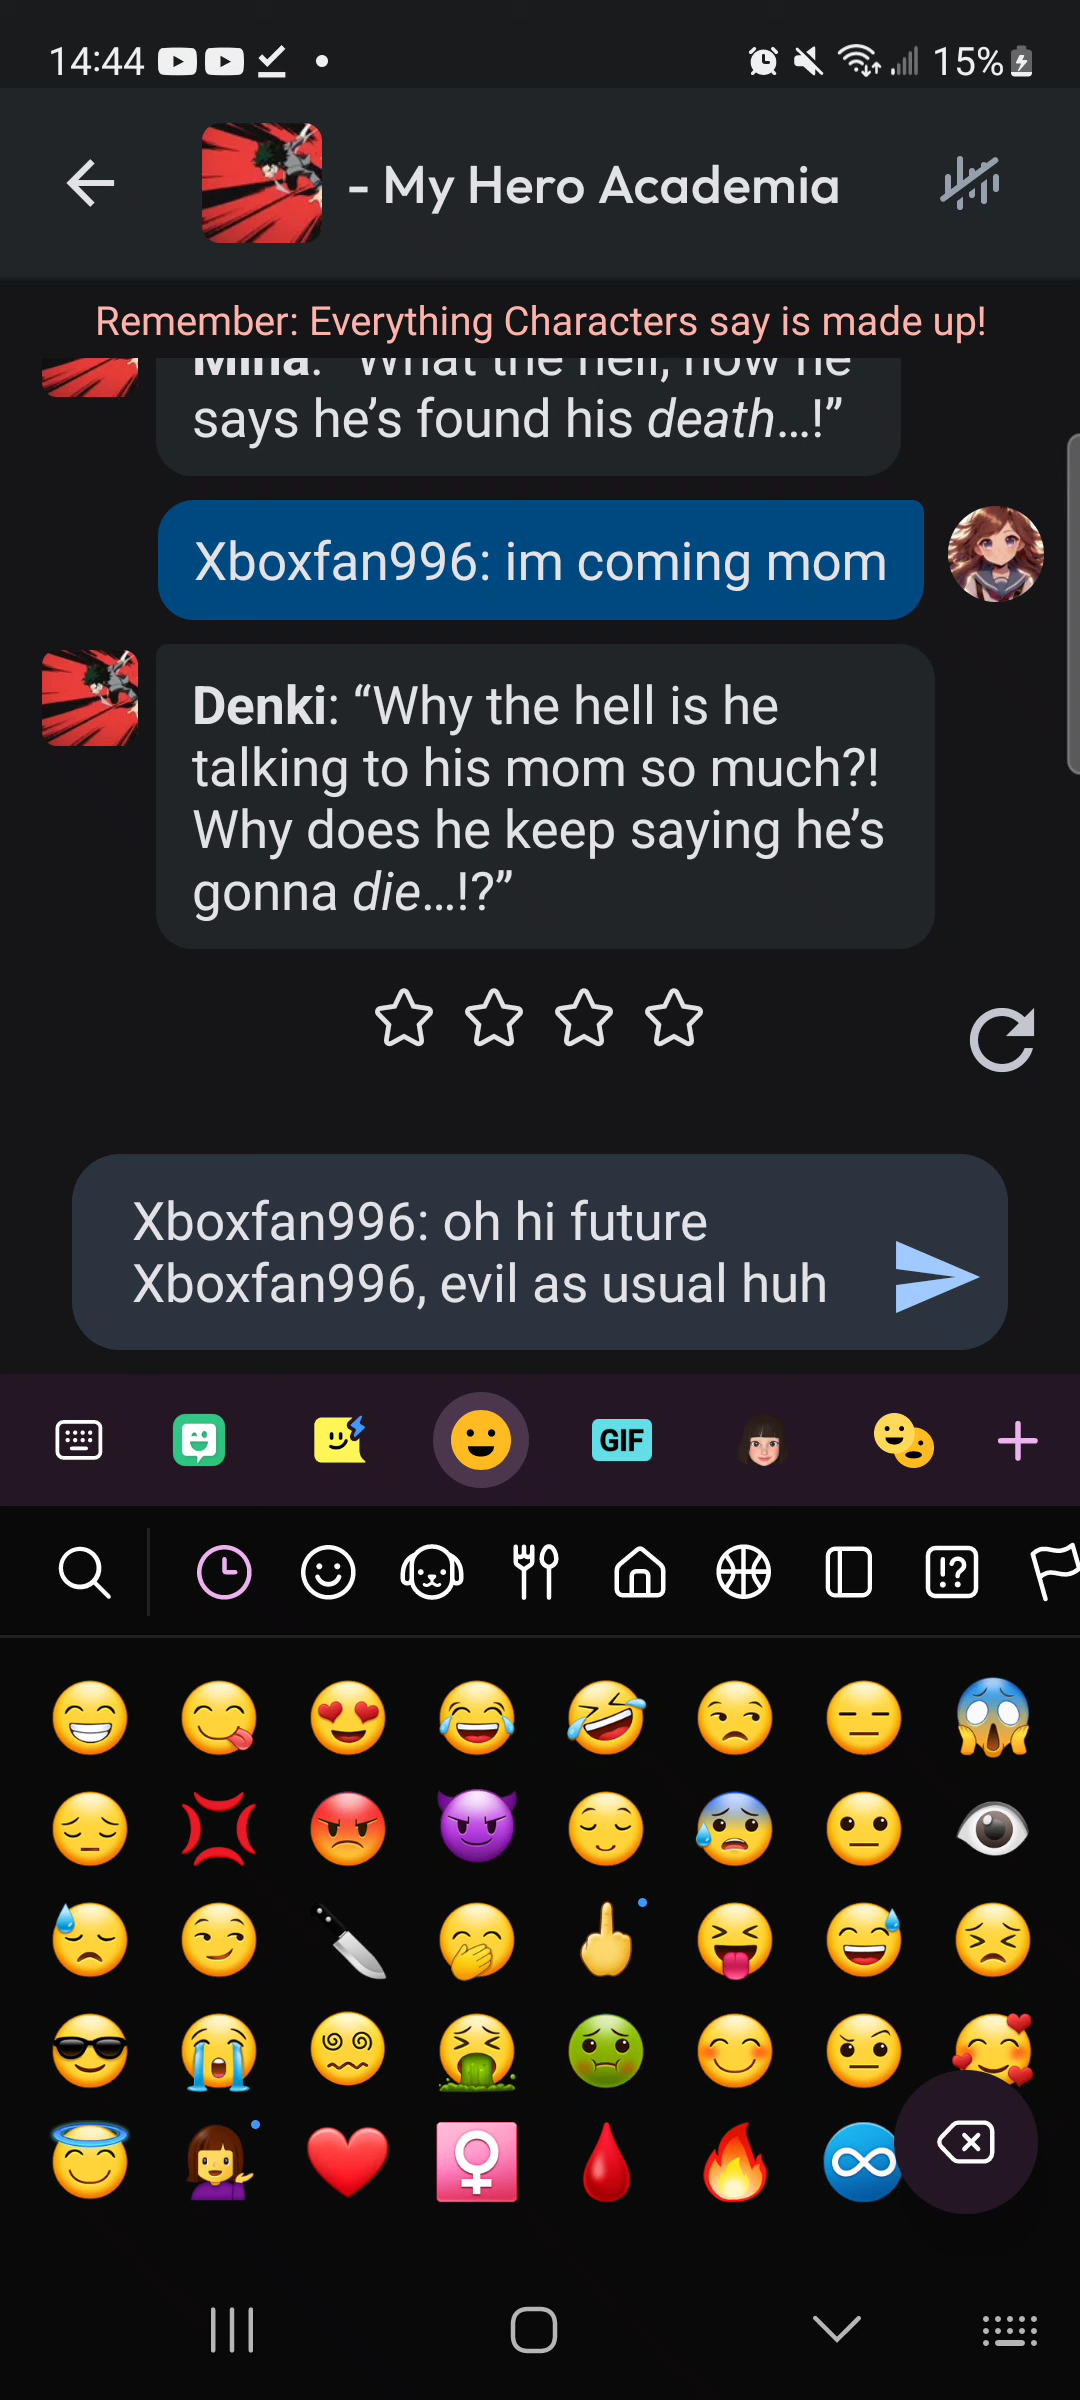 14:44
15%
- My Hero Academia
Remember: Everything Characters say is made up!
Mina: “What the hell, now he
says he’s found his death...!”
Xboxfan996: im coming mom
Denki: “Why the hell is he
talking to his mom so much?!
Why does he keep saying he’s
gonna die...!?”
Xboxfan996: oh hi future
Xboxfan996, evil as usual huh
GIF
!?